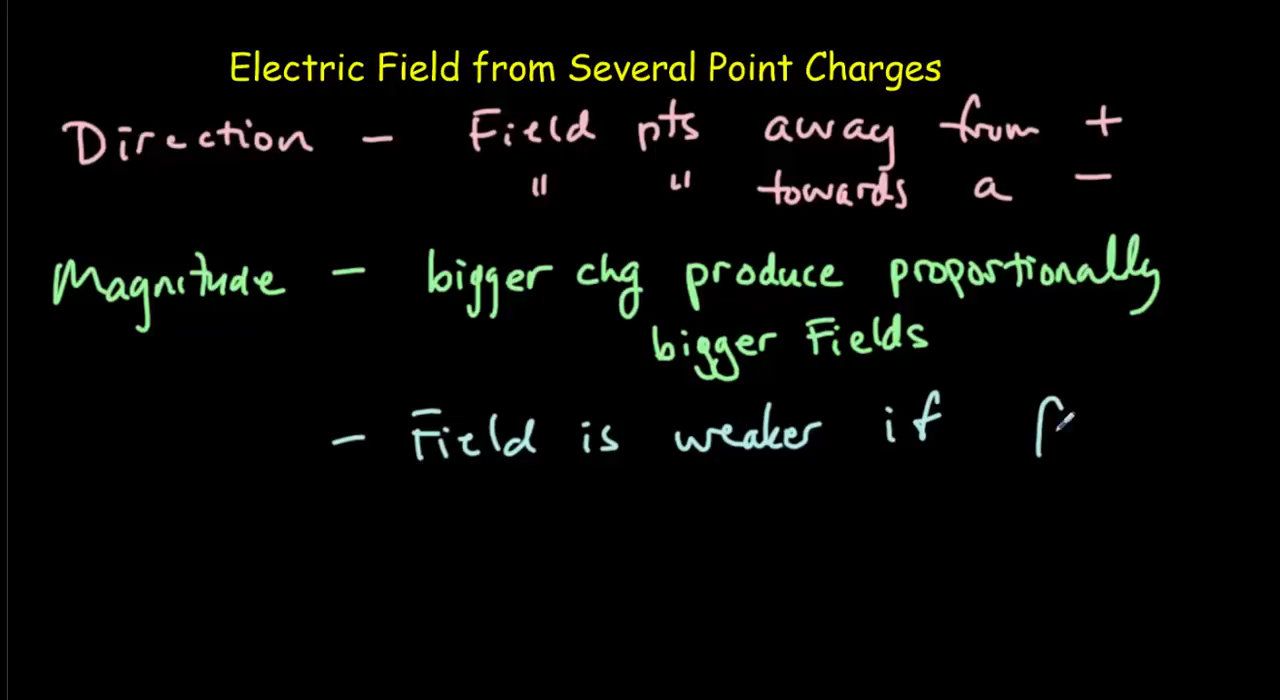 Electric Field from Several Point Charges
Direction - Field pts away from +
" " towards a -
Magnitude - bigger chg produce proportionally
bigger Fields
- Field is weaker if